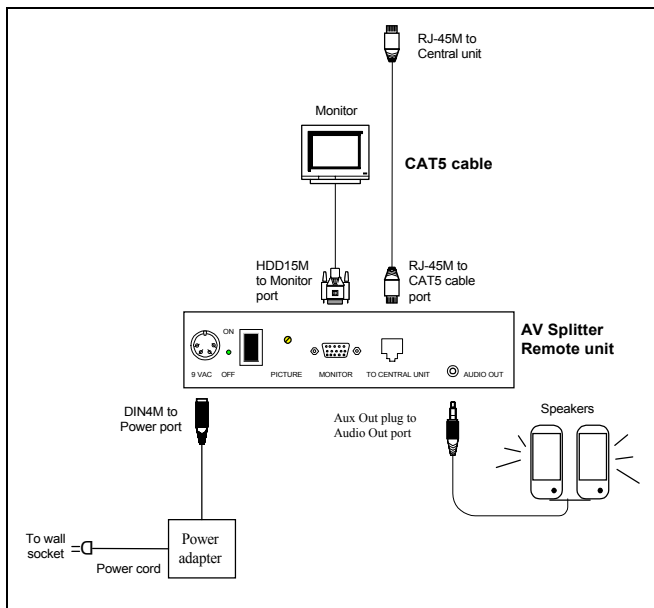 RJ-45M to
Central unit
Monitor
CAT5 cable
HDD15M
to Monitor
port
RJ-45M to
CAT5 cable
port
AV Splitter
Remote unit
ON
9 VAC OFF PICTURE MONITOR TO CENTRAL UNIT AUDIO OUT
DIN4M to
Power port
Aux Out plug to
Audio Out port
Speakers
To wall
socket
Power cord
Power
adapter